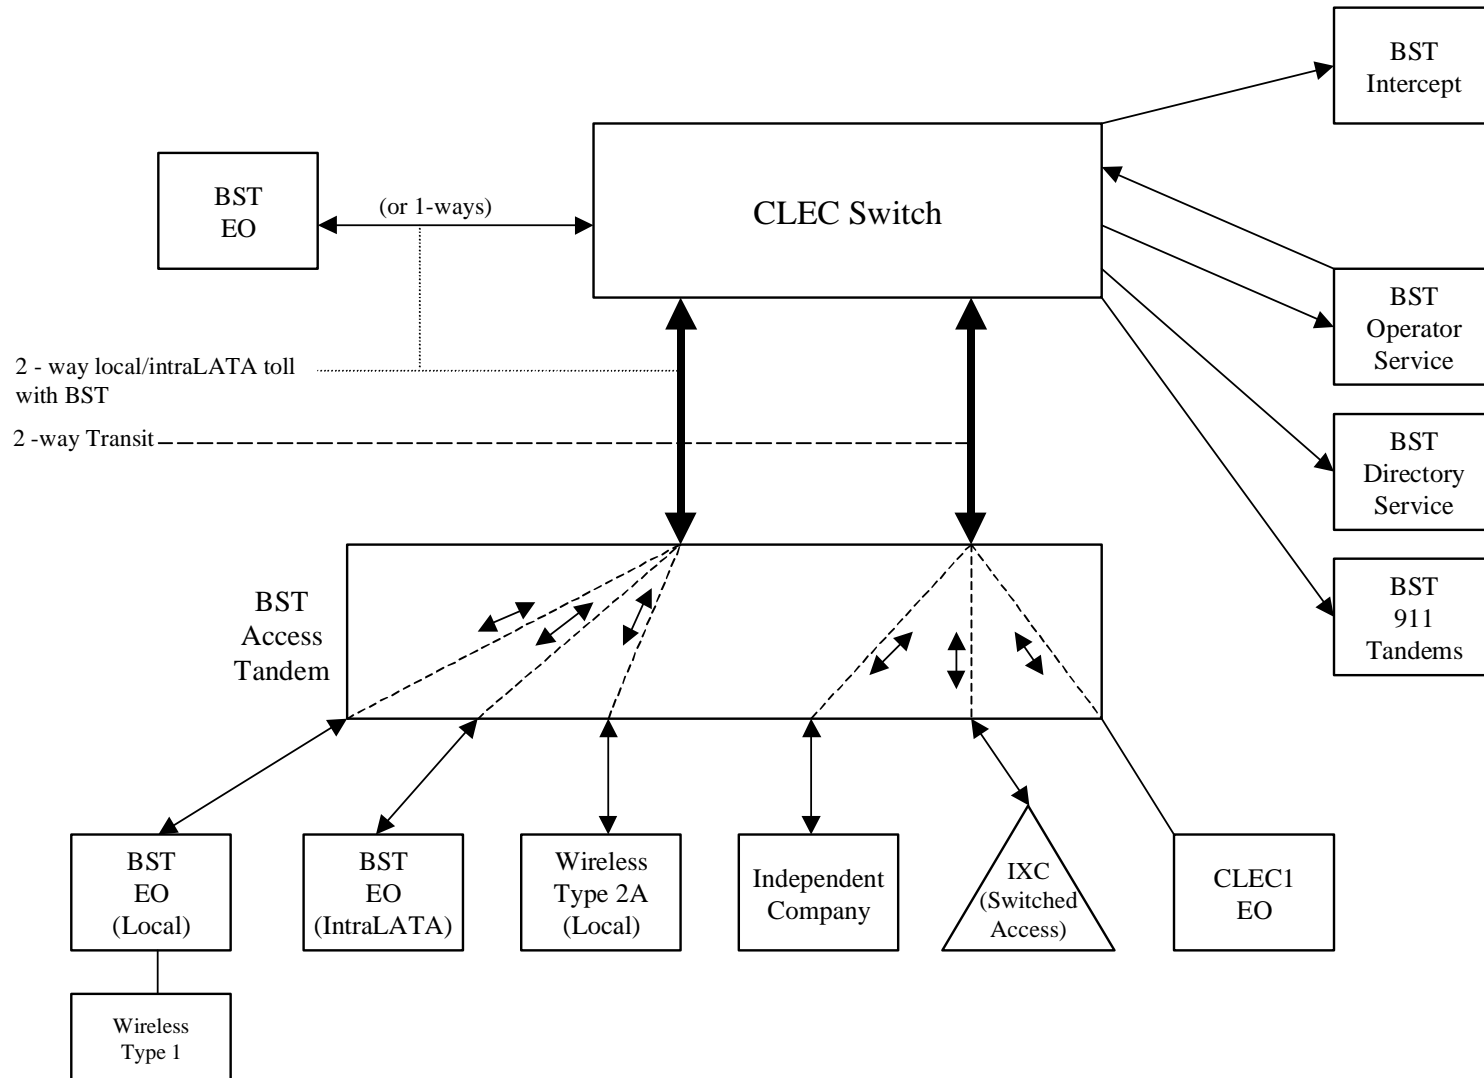 BST
Intercept
BST
EO
(or 1-ways)
CLEC Switch
BST
Operator
Service
2 - way local/intraLATA toll
with BST
2 -way Transit
BST
Directory
Service
BST
911
Tandems
BST
Access
Tandem
BST
EO
(Local)
BST
EO
(IntraLATA)
Wireless
Type 2A
(Local)
Independent
Company
IXC
(Switched
Access)
CLEC1
EO
Wireless
Type 1